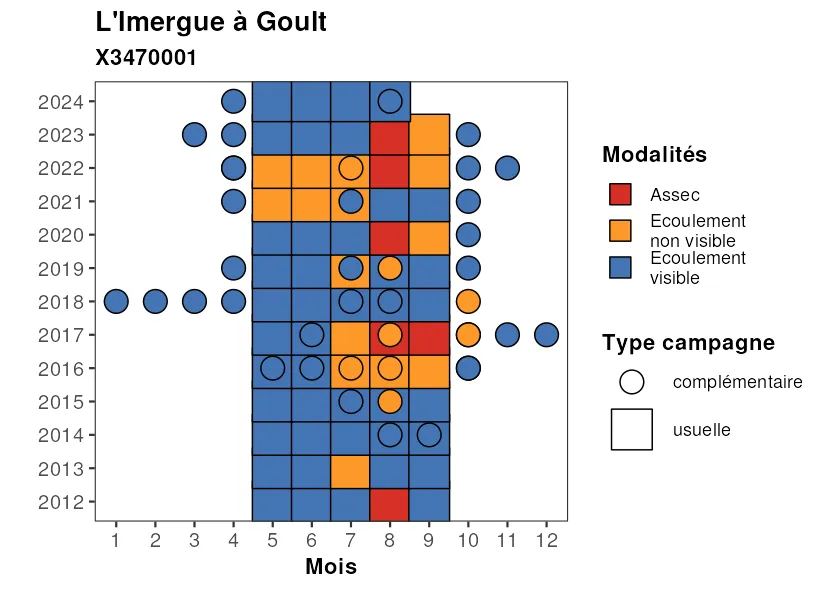 L'Imergue à Goult
X3470001
2024
2023
2022
2021
2020
2019
2018
2017
2016
2015
2014
2013
2012
1 2 3 4 5 6 7 8 9 10 11 12
Mois
Modalités
Assec
Ecoulement
non visible
Ecoulement
visible
Type campagne
complémentaire
usuelle